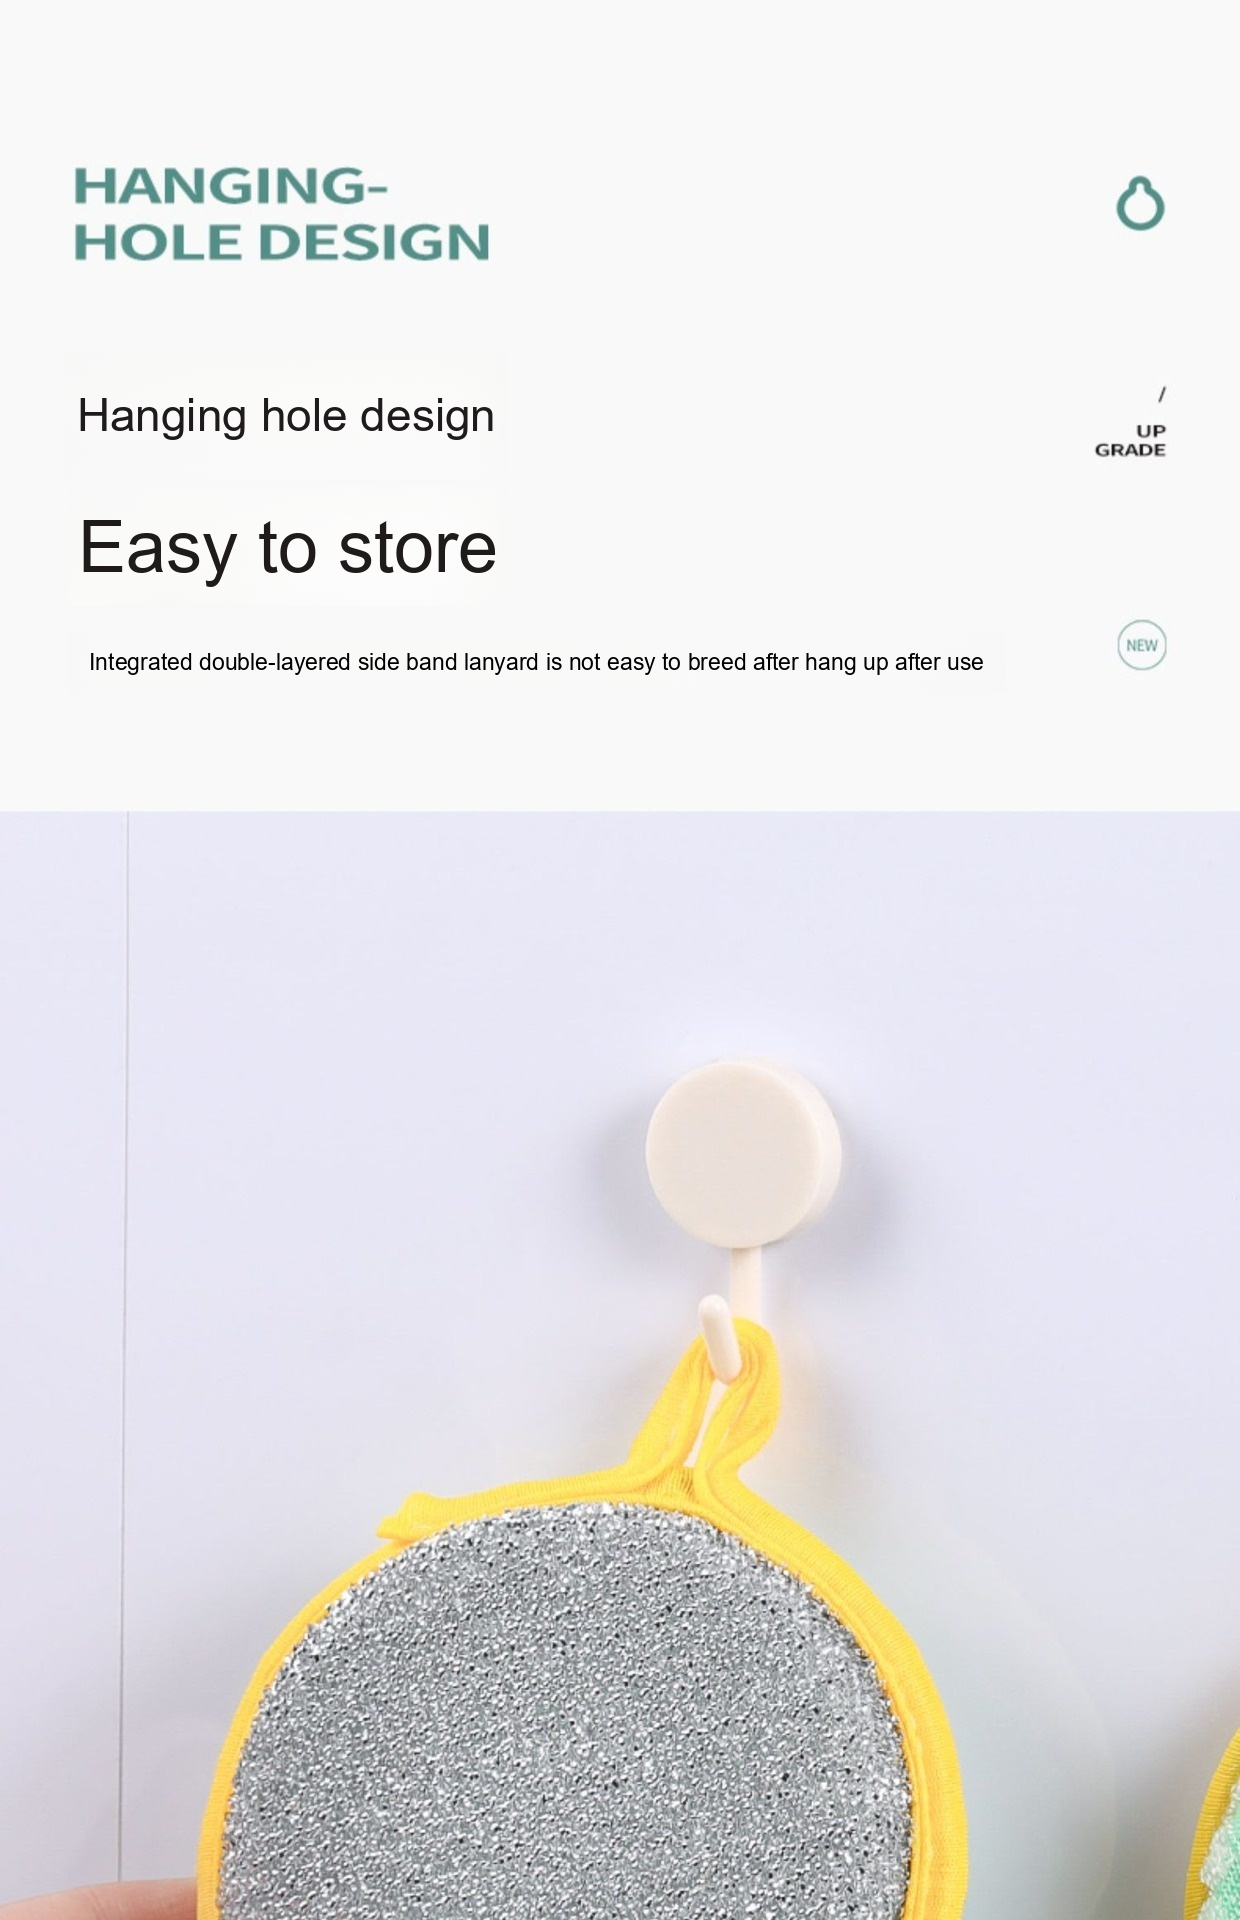 HANGING-
HOLE DESIGN
Hanging hole design
/
UP
GRADE
Easy to store
Integrated double-layered side band lanyard is not easy to breed after hang up after use
NEW